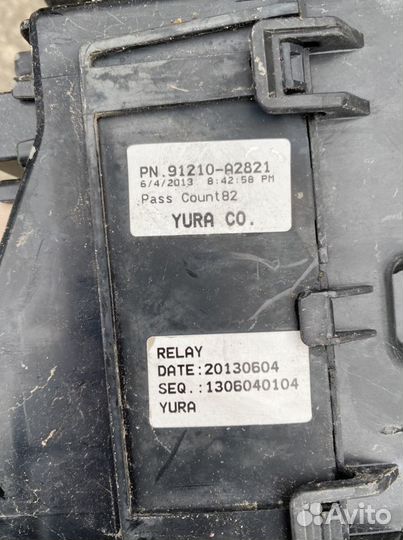 PN.91210-A2821
6/4/2013 8:42:58 PM
Pass Count82
YURA CO.
RELAY
DATE:20130604
SEQ.:1306040104
YURA
Avito